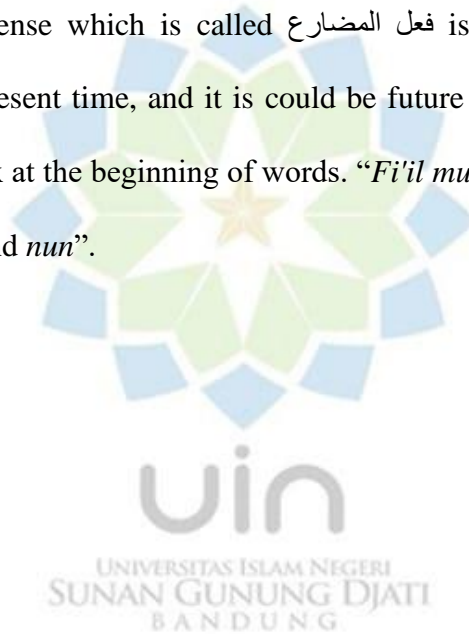 ense which is called فعل المضارع is
esent time, and it is could be future
at the beginning of words. “Fi'il mu
nd nun”.
uin
UNIVERSITAS ISLAM NEGERI
SUNAN GUNUNG DJATI
BANDUNG